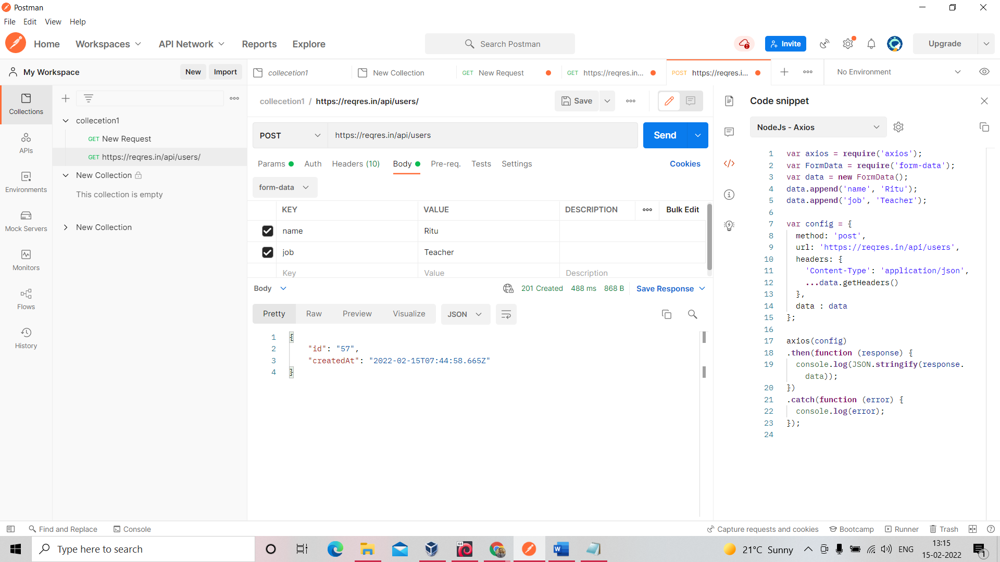 Postman
File Edit View Help
Home Workspaces API Network Reports Explore Search Postman Invite Upgrade
My Workspace New Import collecetion1 New Collection GET New Request GET https://reqres.in... POST https://reqres.i... No Environment
collecetion1 / https://reqres.in/api/users/ Save Code snippet
Collections
APIs
Environments
Mock Servers
Monitors
Flows
History
collecetion1
GET New Request
GET https://reqres.in/api/users/
New Collection
This collection is empty
New Collection
POST https://reqres.in/api/users Send
Params Auth Headers (10) Body Pre-req. Tests Settings Cookies
form-data
KEY VALUE DESCRIPTION Bulk Edit
name Ritu
job Teacher
Key Value Description
Body 201 Created 488 ms 868 B Save Response
Pretty Raw Preview Visualize JSON
1 {
2 "id": "57",
3 "createdAt": "2022-02-15T07:44:58.665Z"
4 }
NodeJs - Axios
1 var axios = require('axios');
2 var FormData = require('form-data');
3 var data = new FormData();
4 data.append('name', 'Ritu');
5 data.append('job', 'Teacher');
6
7 var config = {
8 method: 'post',
9 url: 'https://reqres.in/api/users',
10 headers: {
11 'Content-Type': 'application/json',
12 ...data.getHeaders()
13 },
14 data : data
15 };
16
17 axios(config)
18 .then(function (response) {
19 console.log(JSON.stringify(response.
data));
20 })
21 .catch(function (error) {
22 console.log(error);
23 });
24
Find and Replace Console Capture requests and cookies Bootcamp Runner Trash
Type here to search 64 21°C Sunny ENG 13:15
15-02-2022 1